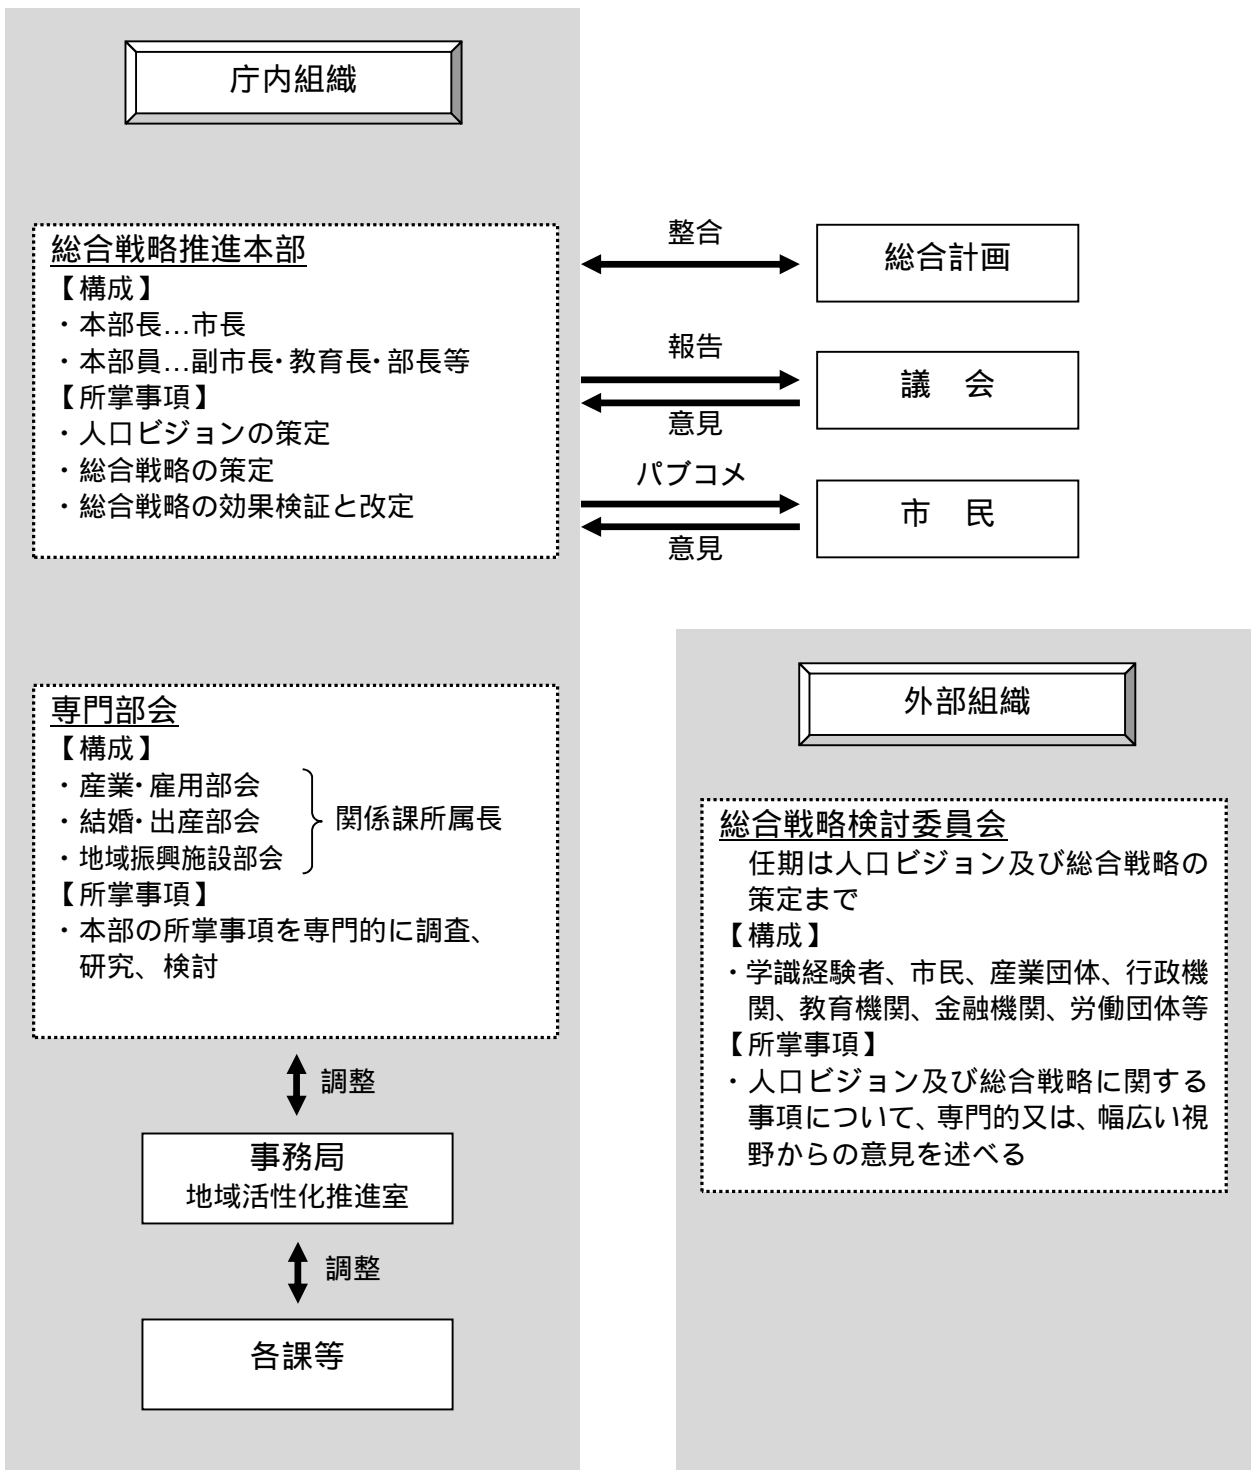 庁内組織
総合戦略推進本部
【構成】
・本部長…市長
・本部員…副市長・教育長・部長等
【所掌事項】
・人口ビジョンの策定
・総合戦略の策定
・総合戦略の効果検証と改定
整合
総合計画
報告
議　会
意見
パブコメ
市　民
意見
専門部会
【構成】
・産業・雇用部会
・結婚・出産部会
・地域振興施設部会
関係課所属長
【所掌事項】
・本部の所掌事項を専門的に調査、
研究、検討
調整
事務局
地域活性化推進室
調整
各課等
外部組織
総合戦略検討委員会
任期は人口ビジョン及び総合戦略の
策定まで
【構成】
・学識経験者、市民、産業団体、行政機
関、教育機関、金融機関、労働団体等
【所掌事項】
・人口ビジョン及び総合戦略に関する
事項について、専門的又は、幅広い視
野からの意見を述べる